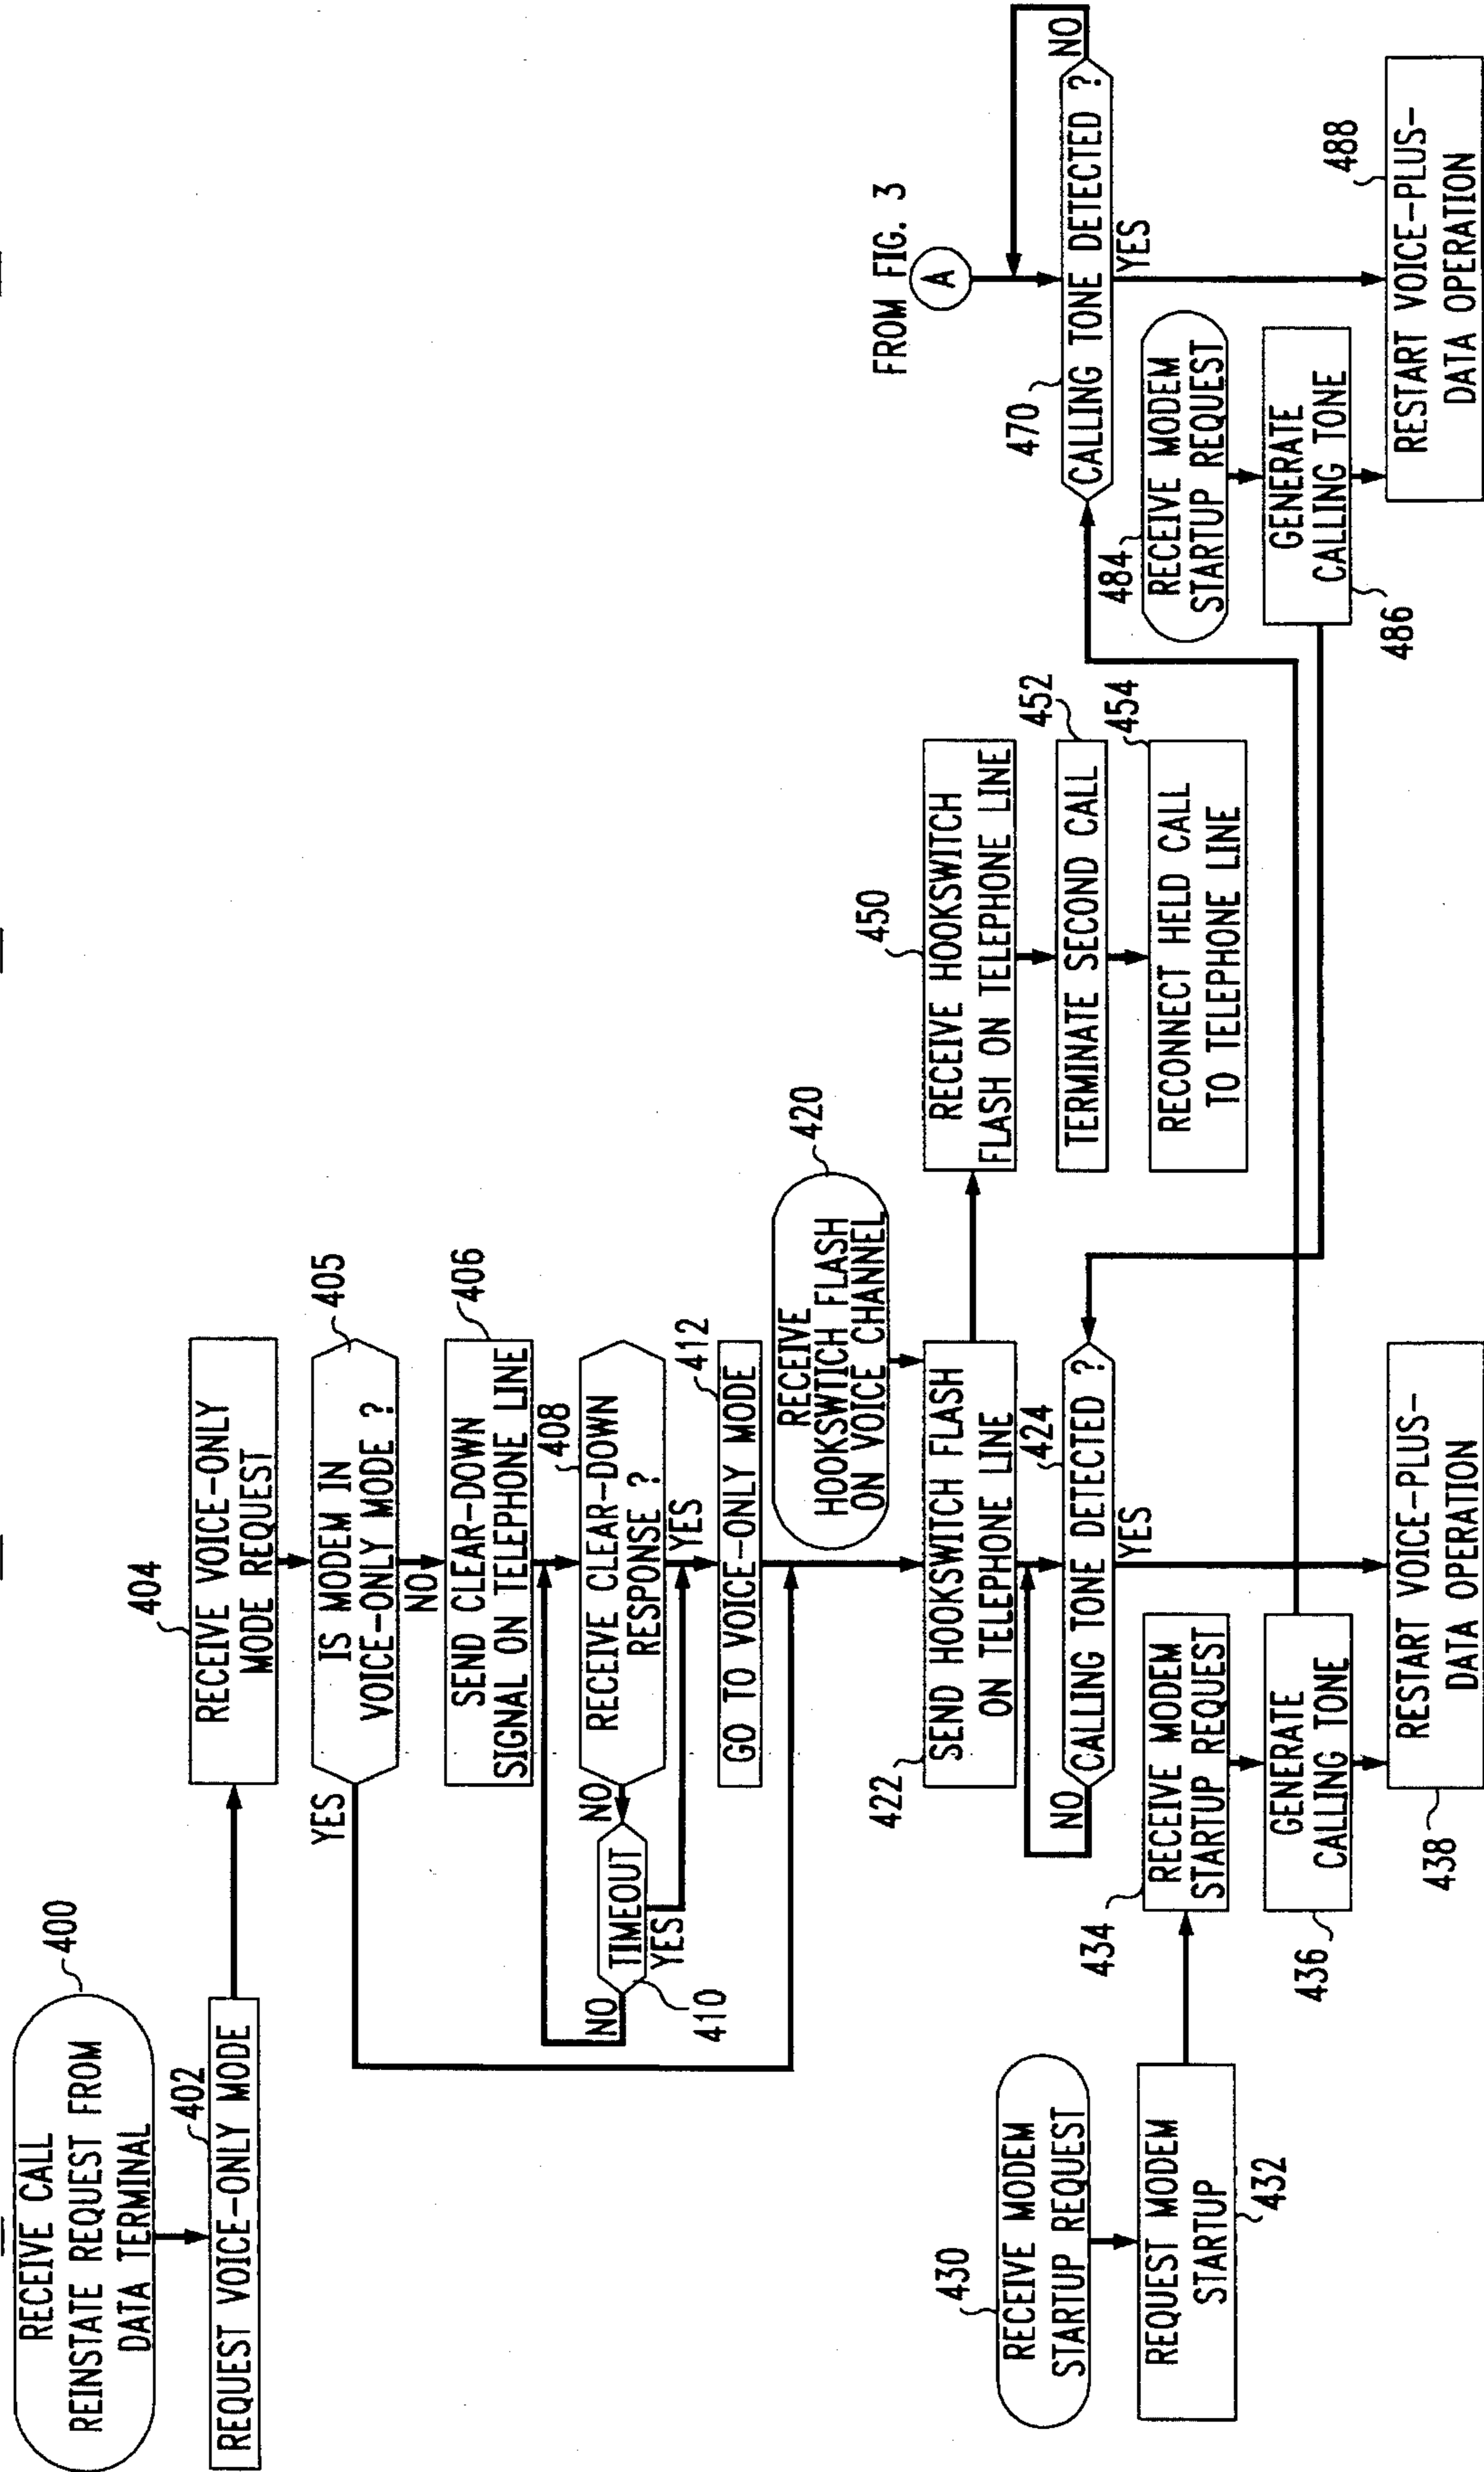 RECEIVE CALL
REINSTATE REQUEST FROM
DATA TERMINAL
400
402
REQUEST VOICE-ONLY MODE
404
RECEIVE VOICE-ONLY
MODE REQUEST
405
IS MODEM IN
VOICE-ONLY MODE ?
YES
NO
406
SEND CLEAR-DOWN
SIGNAL ON TELEPHONE LINE
408
RECEIVE CLEAR-DOWN
RESPONSE ?
NO
YES
TIMEOUT
NO
YES
410
412
GO TO VOICE-ONLY MODE
420
RECEIVE
HOOKSWTICH FLASH
ON VOICE CHANNEL
422
SEND HOOKSWITCH FLASH
ON TELEPHONE LINE
424
CALLING TONE DETECTED ?
NO
YES
430
RECEIVE MODEM
STARTUP REQUEST
REQUEST MODEM
STARTUP
432
434
RECEIVE MODEM
STARTUP REQUEST
GENERATE
CALLING TONE
436
RESTART VOICE-PLUS-
DATA OPERATION
438
450
RECEIVE HOOKSWITCH
FLASH ON TELEPHONE LINE
452
TERMINATE SECOND CALL
454
RECONNECT HELD CALL
TO TELEPHONE LINE
FROM FIG. 3
A
470
CALLING TONE DETECTED ?
NO
YES
484
RECEIVE MODEM
STARTUP REQUEST
GENERATE
CALLING TONE
486
488
RESTART VOICE-PLUS-
DATA OPERATION